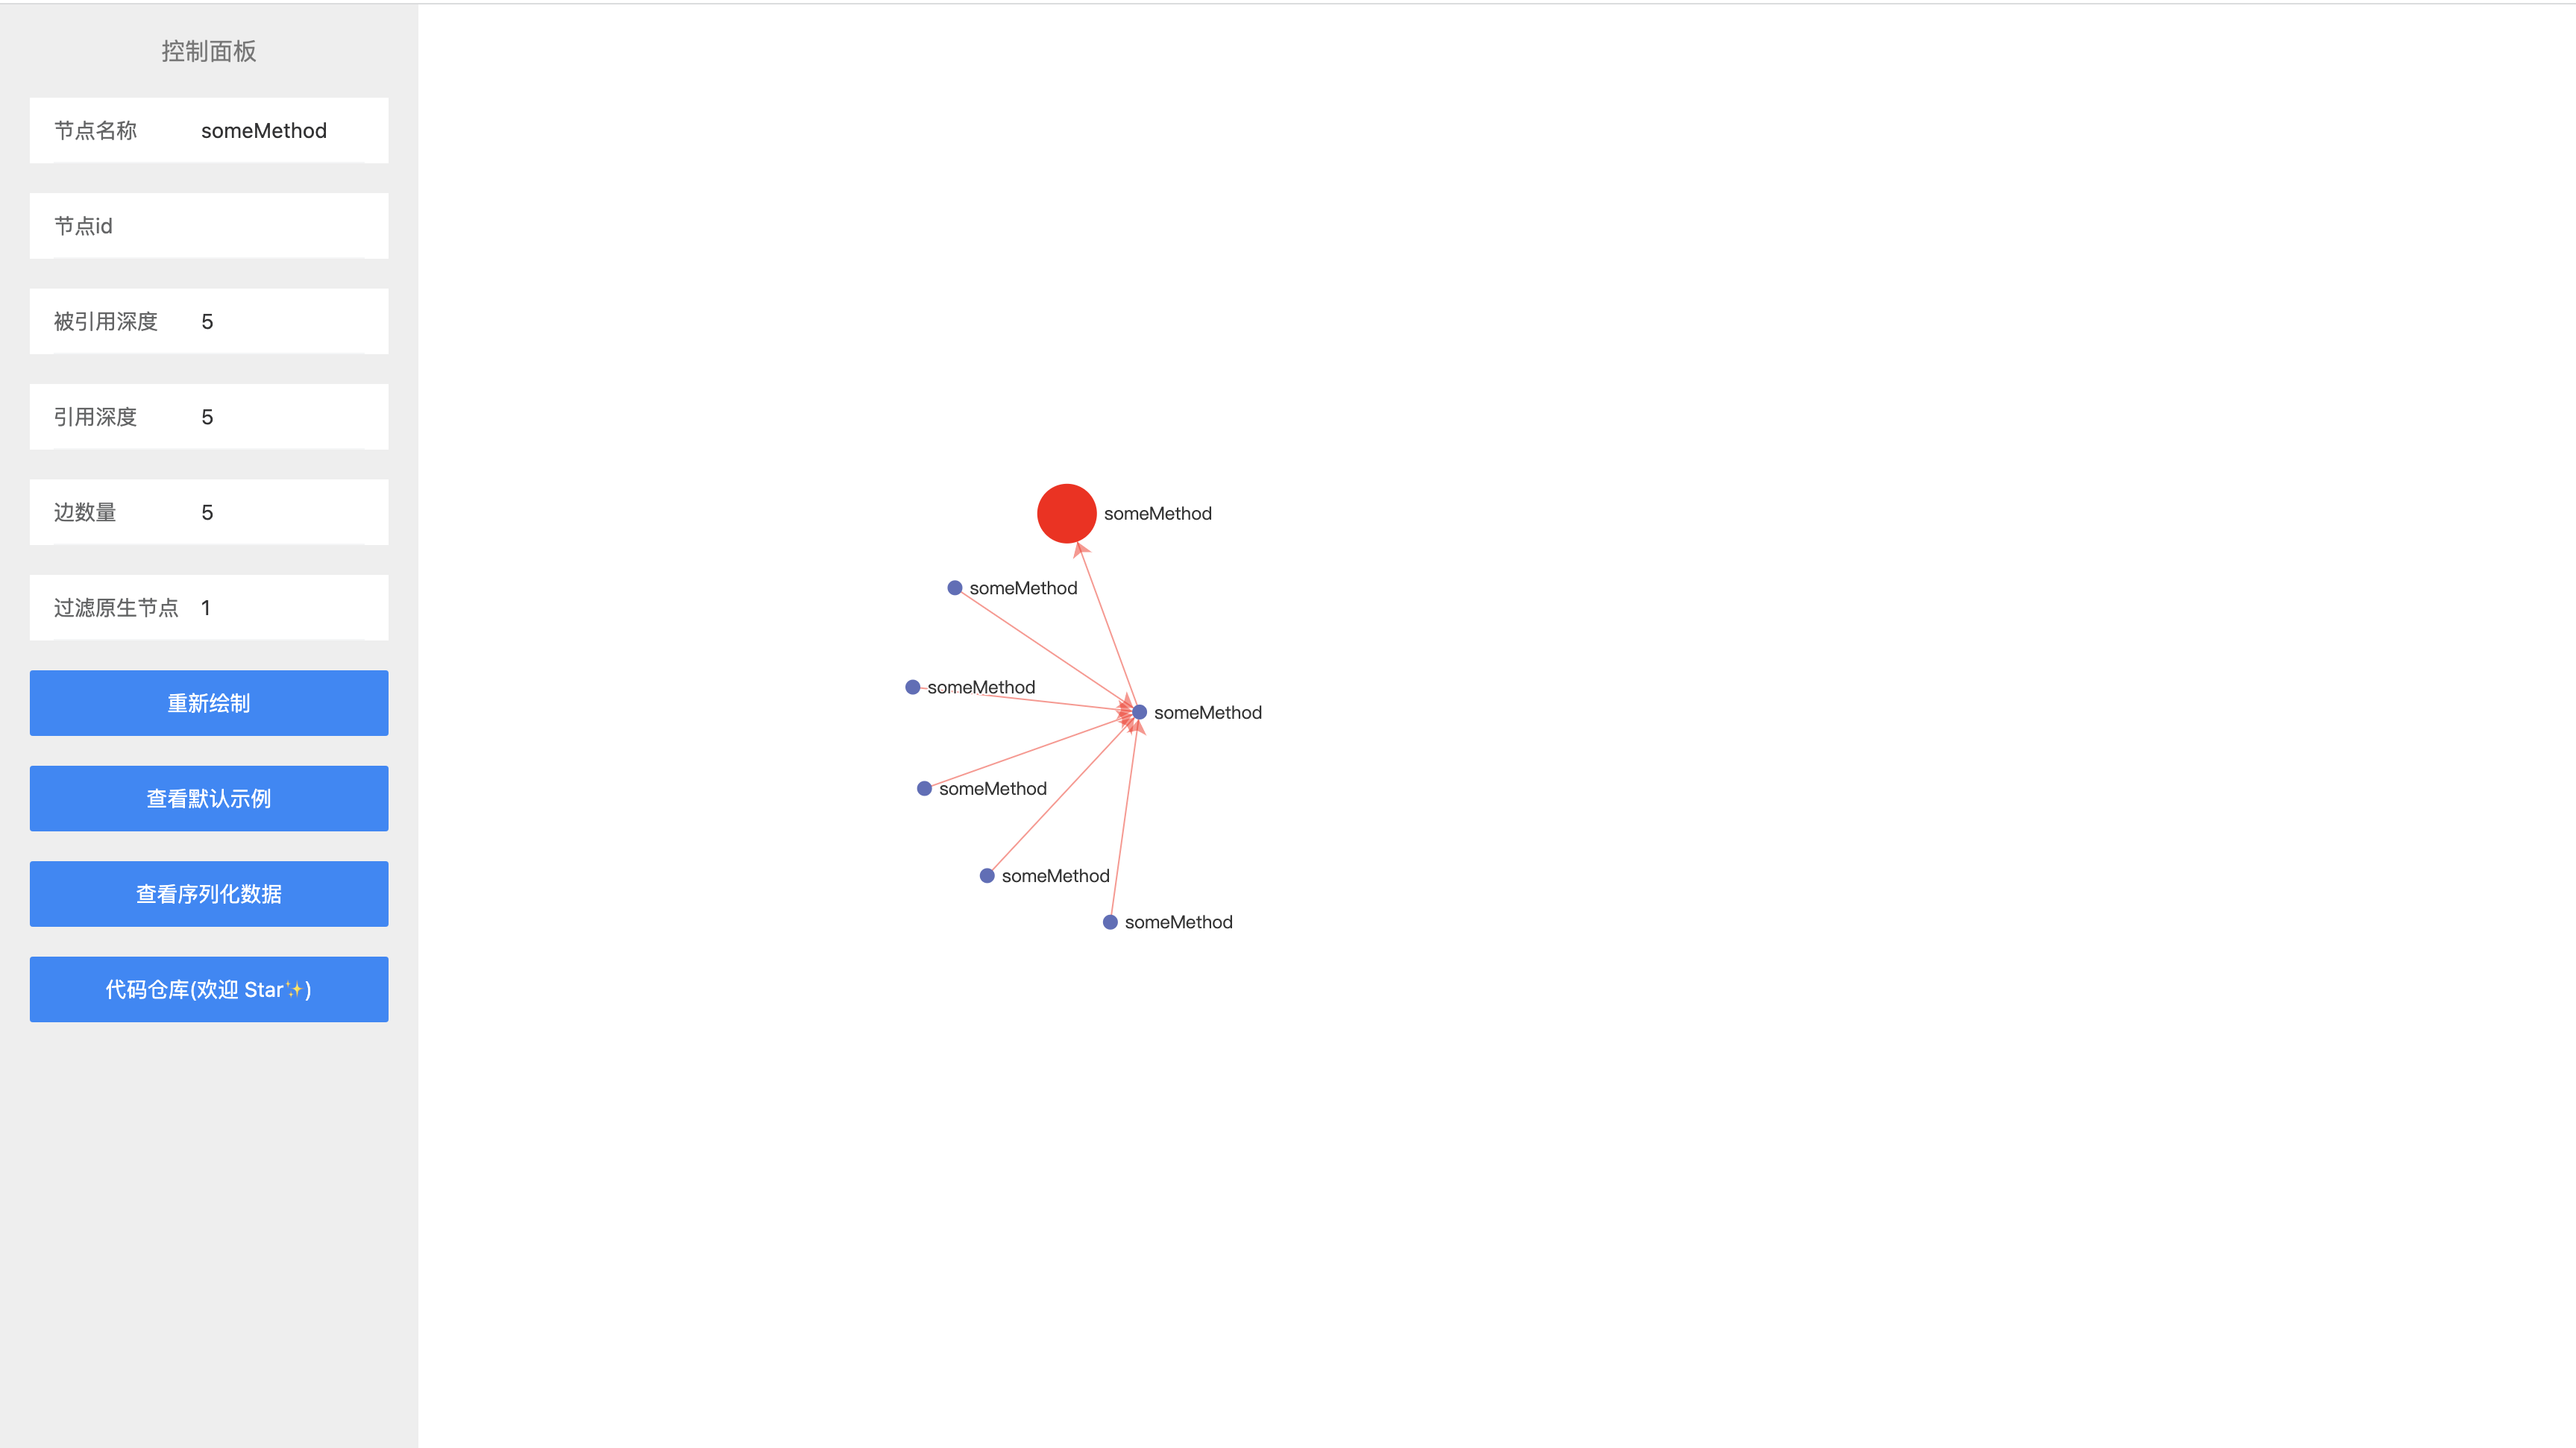 控制面板
节点名称 someMethod
节点id
被引用深度 5
引用深度 5
边数量 5
过滤原生节点 1
重新绘制
查看默认示例
查看序列化数据
代码仓库(欢迎 Star✨)
someMethod
someMethod
someMethod
someMethod
someMethod
someMethod
someMethod